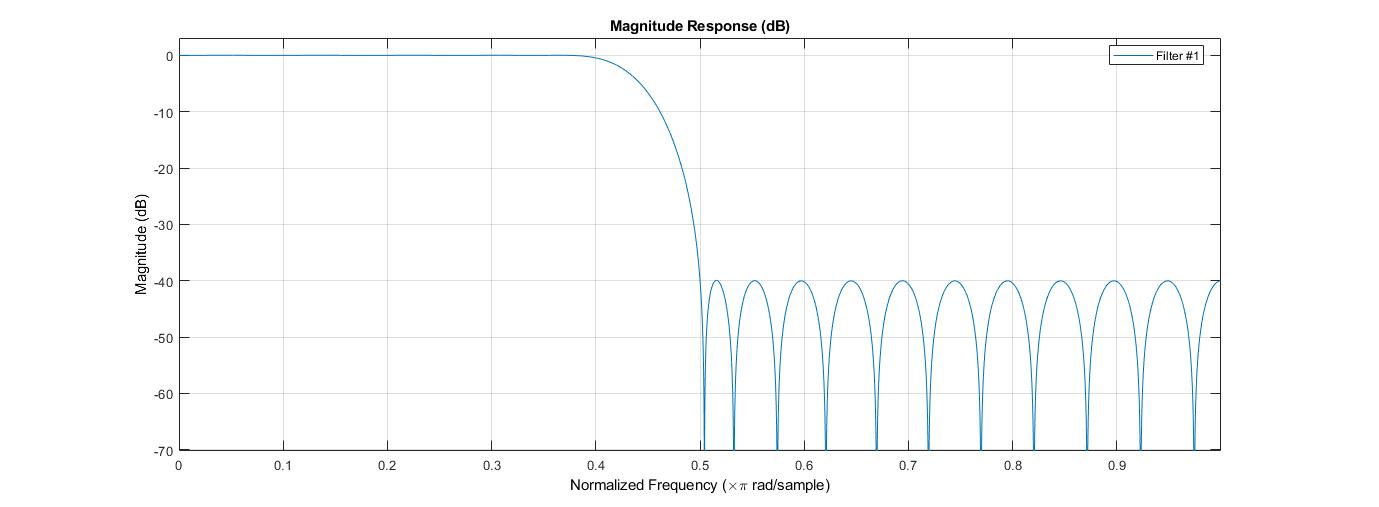 Magnitude Response (dB)
Filter #1
Magnitude (dB)
0
-10
-20
-30
-40
-50
-60
-70
0 0.1 0.2 0.3 0.4 0.5 0.6 0.7 0.8 0.9
Normalized Frequency (×π rad/sample)